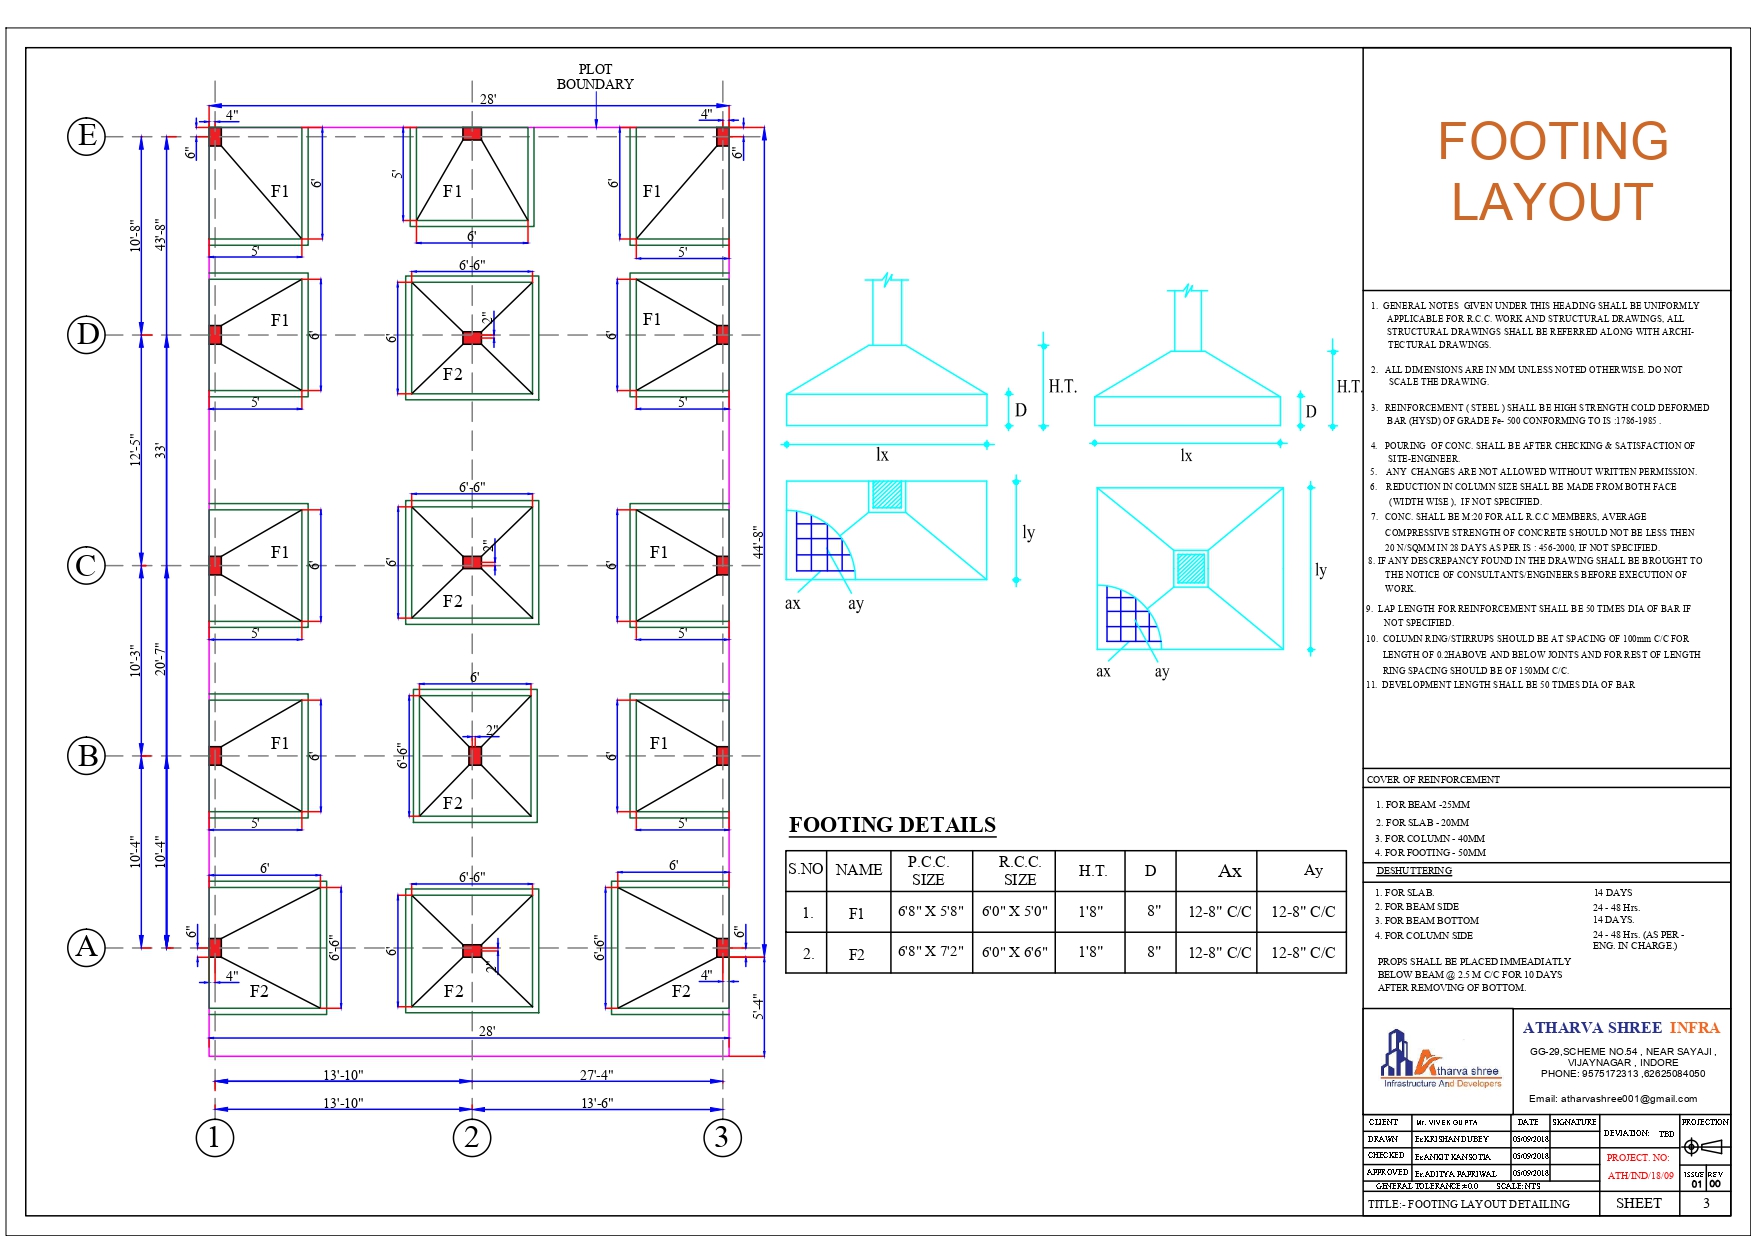 PLOT
BOUNDARY
28'
4"
4"
E
6"
6"
F1
6'
5'
F1
6'
F1
5'
6'
5'
10'-8"
43'-8"
6'-6"
D
F1
6'
2"
6'
F2
F1
6'
5'
5'
12'-5"
33'
6'-6"
C
F1
6'
2"
6'
F2
F1
6'
5'
5'
44'-8"
10'-3"
20'-7"
6'
B
F1
6'
2"
6'-6"
F2
F1
6'
5'
5'
10'-4"
10'-4"
6'
6'-6"
6'
A
6"
4"
F2
6'-6"
6'
2"
F2
6'-6"
6"
4"
F2
5'-4"
28'
13'-10"
27'-4"
13'-10"
13'-6"
1
2
3
H.T.
D
lx
ly
ax
ay
H.T.
D
lx
ly
ax
ay
FOOTING DETAILS
S.NO NAME P.C.C. SIZE R.C.C. SIZE H.T. D Ax Ay
1. F1 6'8" X 5'8" 6'0" X 5'0" 1'8" 8" 12-8" C/C 12-8" C/C
2. F2 6'8" X 7'2" 6'0" X 6'6" 1'8" 8" 12-8" C/C 12-8" C/C
FOOTING
LAYOUT
1. GENERAL NOTES GIVEN UNDER THIS HEADING SHALL BE UNIFORMLY
APPLICABLE FOR R.C.C. WORK AND STRUCTURAL DRAWINGS, ALL
STRUCTURAL DRAWINGS SHALL BE REFERRED ALONG WITH ARCHI-
TECTURAL DRAWINGS.
2. ALL DIMENSIONS ARE IN MM UNLESS NOTED OTHERWISE. DO NOT
SCALE THE DRAWING.
3. REINFORCEMENT ( STEEL ) SHALL BE HIGH STRENGTH COLD DEFORMED
BAR (HYSD) OF GRADE Fe- 500 CONFORMING TO IS :1786-1985 .
4. POURING OF CONC. SHALL BE AFTER CHECKING & SATISFACTION OF
SITE-ENGINEER.
5. ANY CHANGES ARE NOT ALLOWED WITHOUT WRITTEN PERMISSION.
6. REDUCTION IN COLUMN SIZE SHALL BE MADE FROM BOTH FACE
(WIDTH WISE ), IF NOT SPECIFIED.
7. CONC. SHALL BE M:20 FOR ALL R.C.C MEMBERS, AVERAGE
COMPRESSIVE STRENGTH OF CONCRETE SHOULD NOT BE LESS THEN
20 N/SQMM IN 28 DAYS AS PER IS : 456-2000, IF NOT SPECIFIED.
8. IF ANY DESCREPANCY FOUND IN THE DRAWING SHALL BE BROUGHT TO
THE NOTICE OF CONSULTANTS/ENGINEERS BEFORE EXECUTION OF
WORK.
9. LAP LENGTH FOR REINFORCEMENT SHALL BE 50 TIMES DIA OF BAR IF
NOT SPECIFIED.
10. COLUMN RING/STIRRUPS SHOULD BE AT SPACING OF 100mm C/C FOR
LENGTH OF 0.2HABOVE AND BELOW JOINTS AND FOR REST OF LENGTH
RING SPACING SHOULD BE OF 150MM C/C.
11. DEVELOPMENT LENGTH SHALL BE 50 TIMES DIA OF BAR
COVER OF REINFORCEMENT
1. FOR BEAM -25MM
2. FOR SLAB - 20MM
3. FOR COLUMN - 40MM
4. FOR FOOTING - 50MM
DESHUTTERING
1. FOR SLAB. 14 DAYS
2. FOR BEAM SIDE 24 - 48 Hrs.
3. FOR BEAM BOTTOM 14 DAYS.
4. FOR COLUMN SIDE 24 - 48 Hrs. (AS PER -
ENG. IN CHARGE.)
PROPS SHALL BE PLACED IMMEADIATLY
BELOW BEAM @ 2.5 M C/C FOR 10 DAYS
AFTER REMOVING OF BOTTOM.
Atharva shree
Infrastructure And Developers
ATHARVA SHREE INFRA
GG-29,SCHEME NO.54 , NEAR SAYAJI ,
VIJAYNAGAR , INDORE
PHONE: 9575172313 ,62625084050
Email: atharvashree001@gmail.com
CLIENT Mr. VIVEK GUPTA DATE SIGNATURE
DRAWN Er.KRISHAN DUBEY 05/09/2018
CHECKED Er.ANKIT KANSOTIA 05/09/2018
APPROVED Er.ADITYA PAPRIWAL 05/09/2018
GENERAL TOLERANCE:± 0.0 SCALE: NTS
DEVIATION: TBD
PROJECT. NO:
ATH/IND/18/09
PROJECTION
ISSUE REV
01 00
TITLE:- FOOTING LAYOUT DETAILING SHEET 3